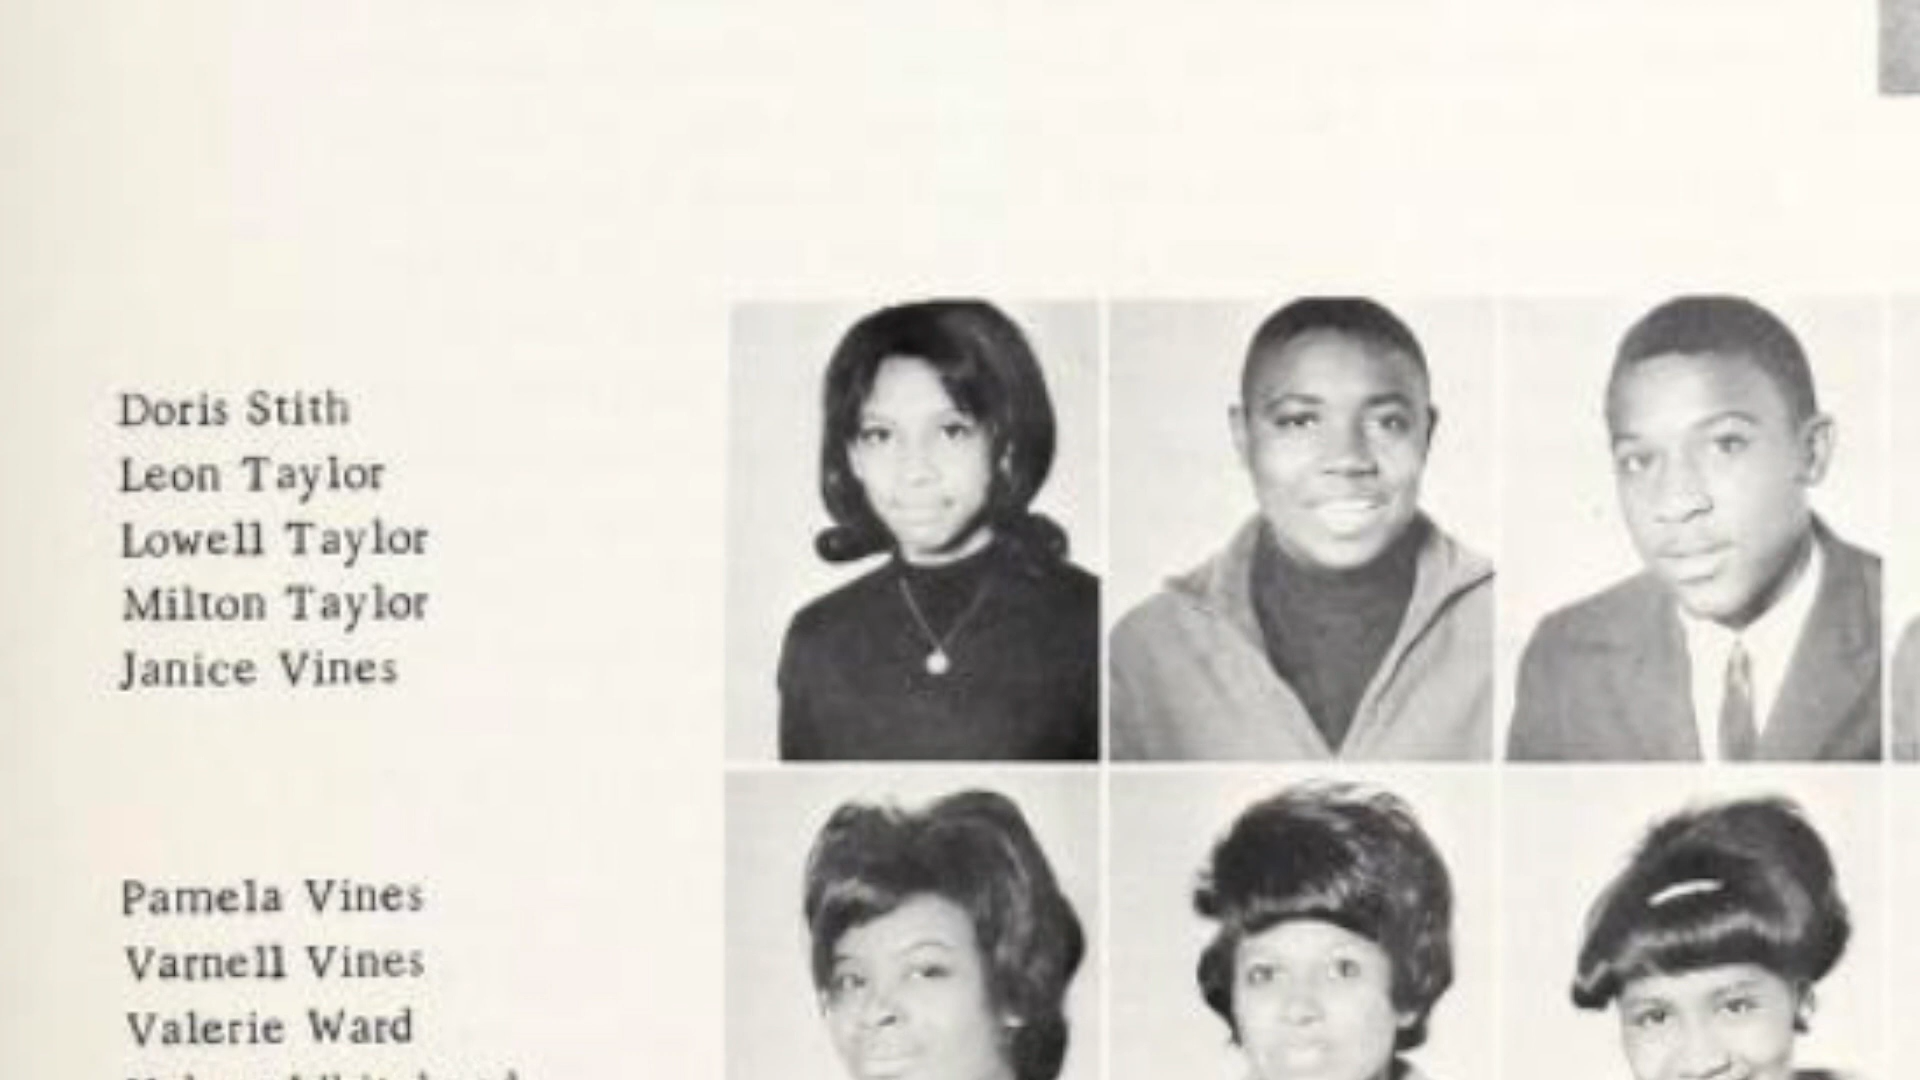 Doris Stith
Leon Taylor
Lowell Taylor
Milton Taylor
Janice Vines
Pamela Vines
Varnell Vines
Valerie Ward